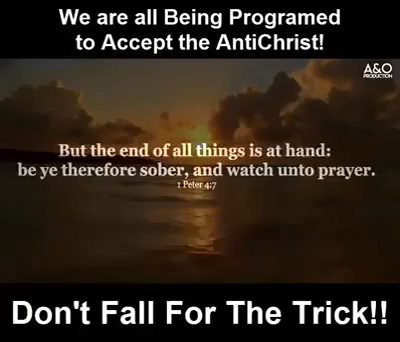 We are all Being Programed
to Accept the AntiChrist!
A&O
PRODUCTION
But the end of all things is at hand:
be ye therefore sober, and watch unto prayer.
1 Peter 4:7
Don't Fall For The Trick!!